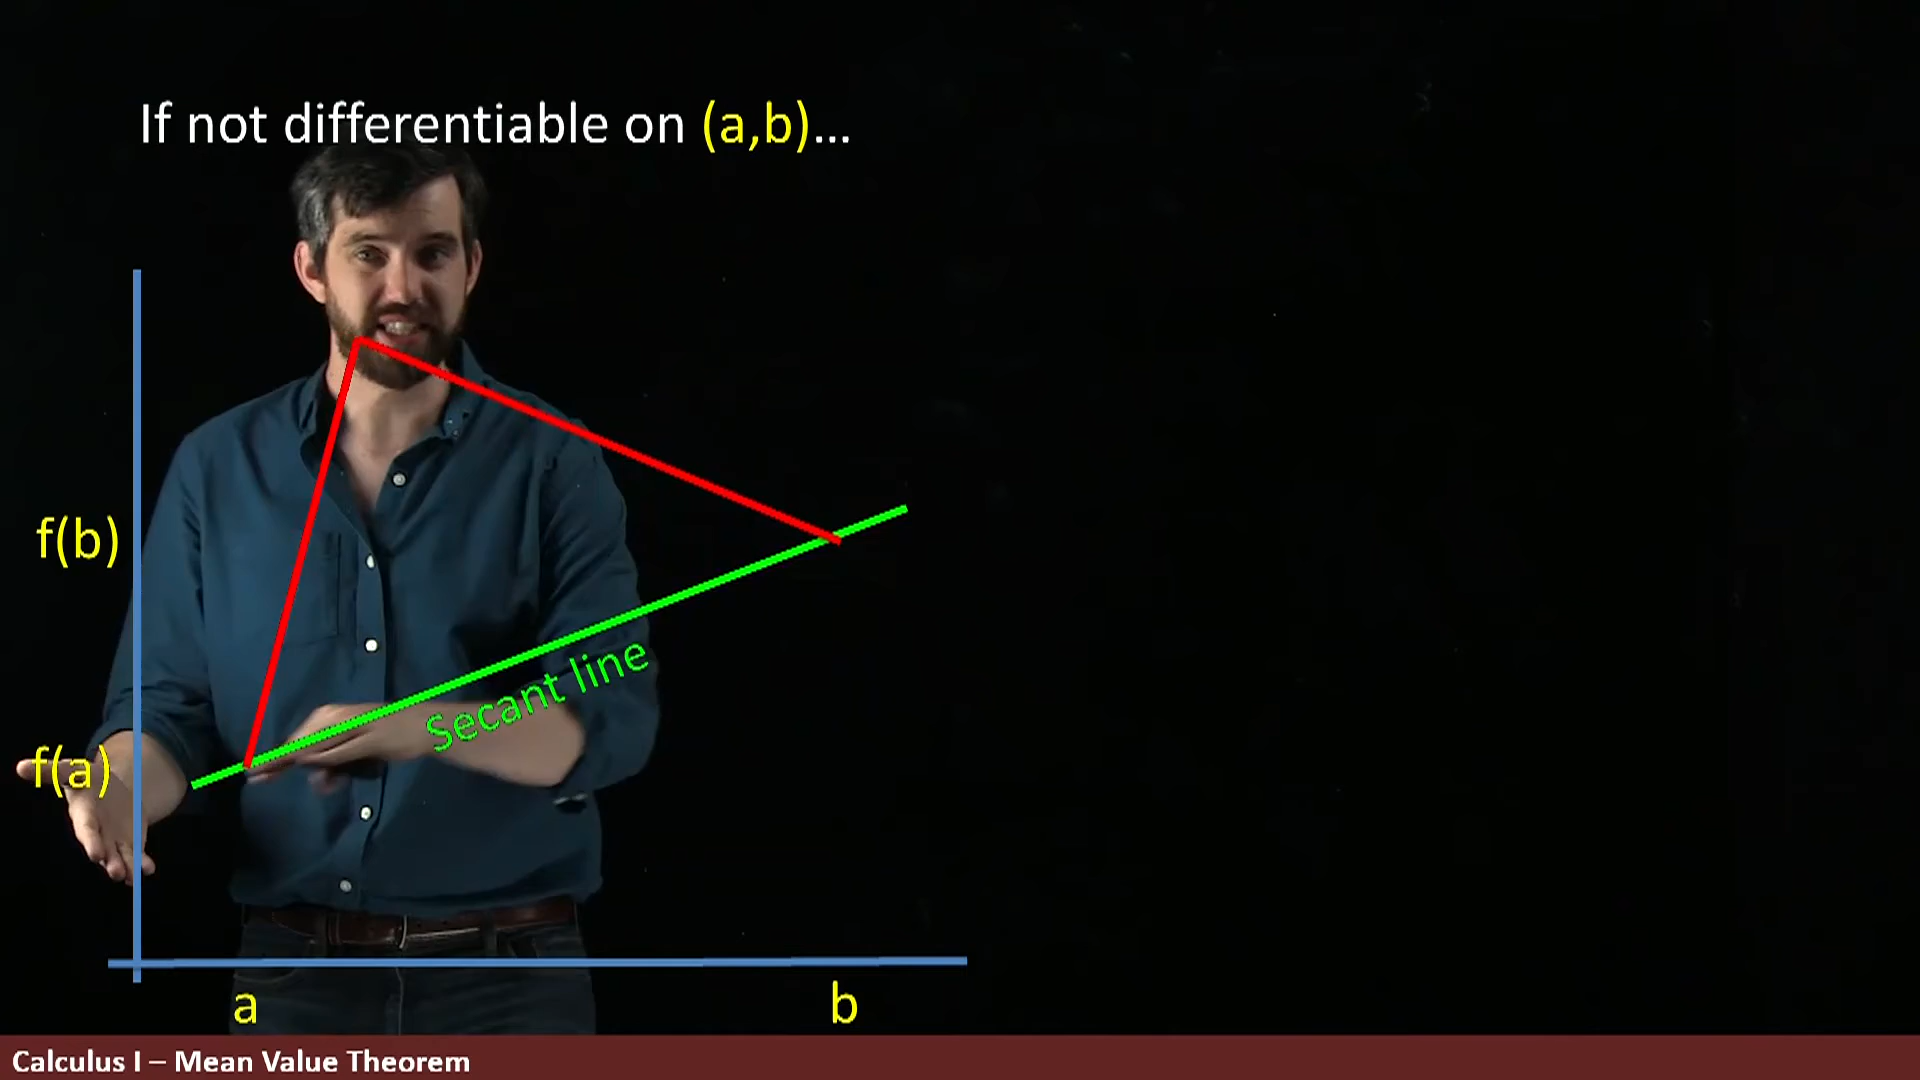 If not differentiable on (a,b)...
f(b)
Secant line
f(a)
a b
Calculus I – Mean Value Theorem